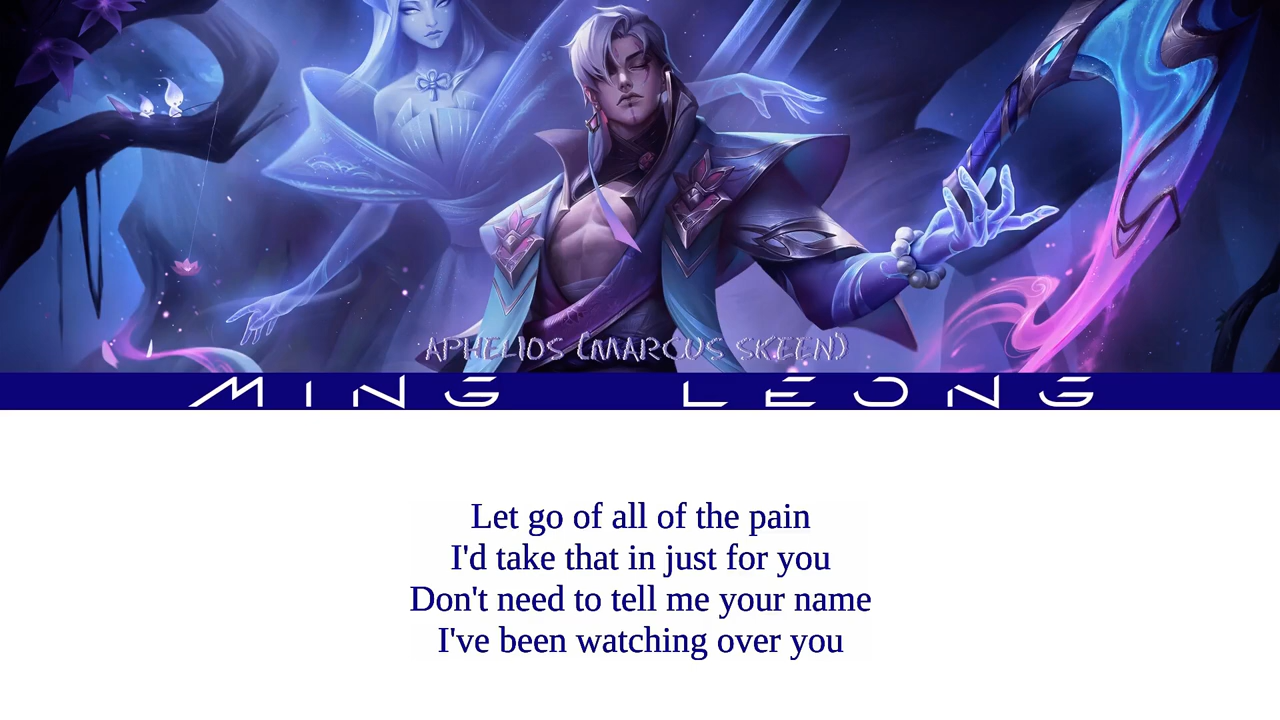 APHELIOS (MARCUS SKEEN)
MING LEONG
Let go of all of the pain
I'd take that in just for you
Don't need to tell me your name
I've been watching over you